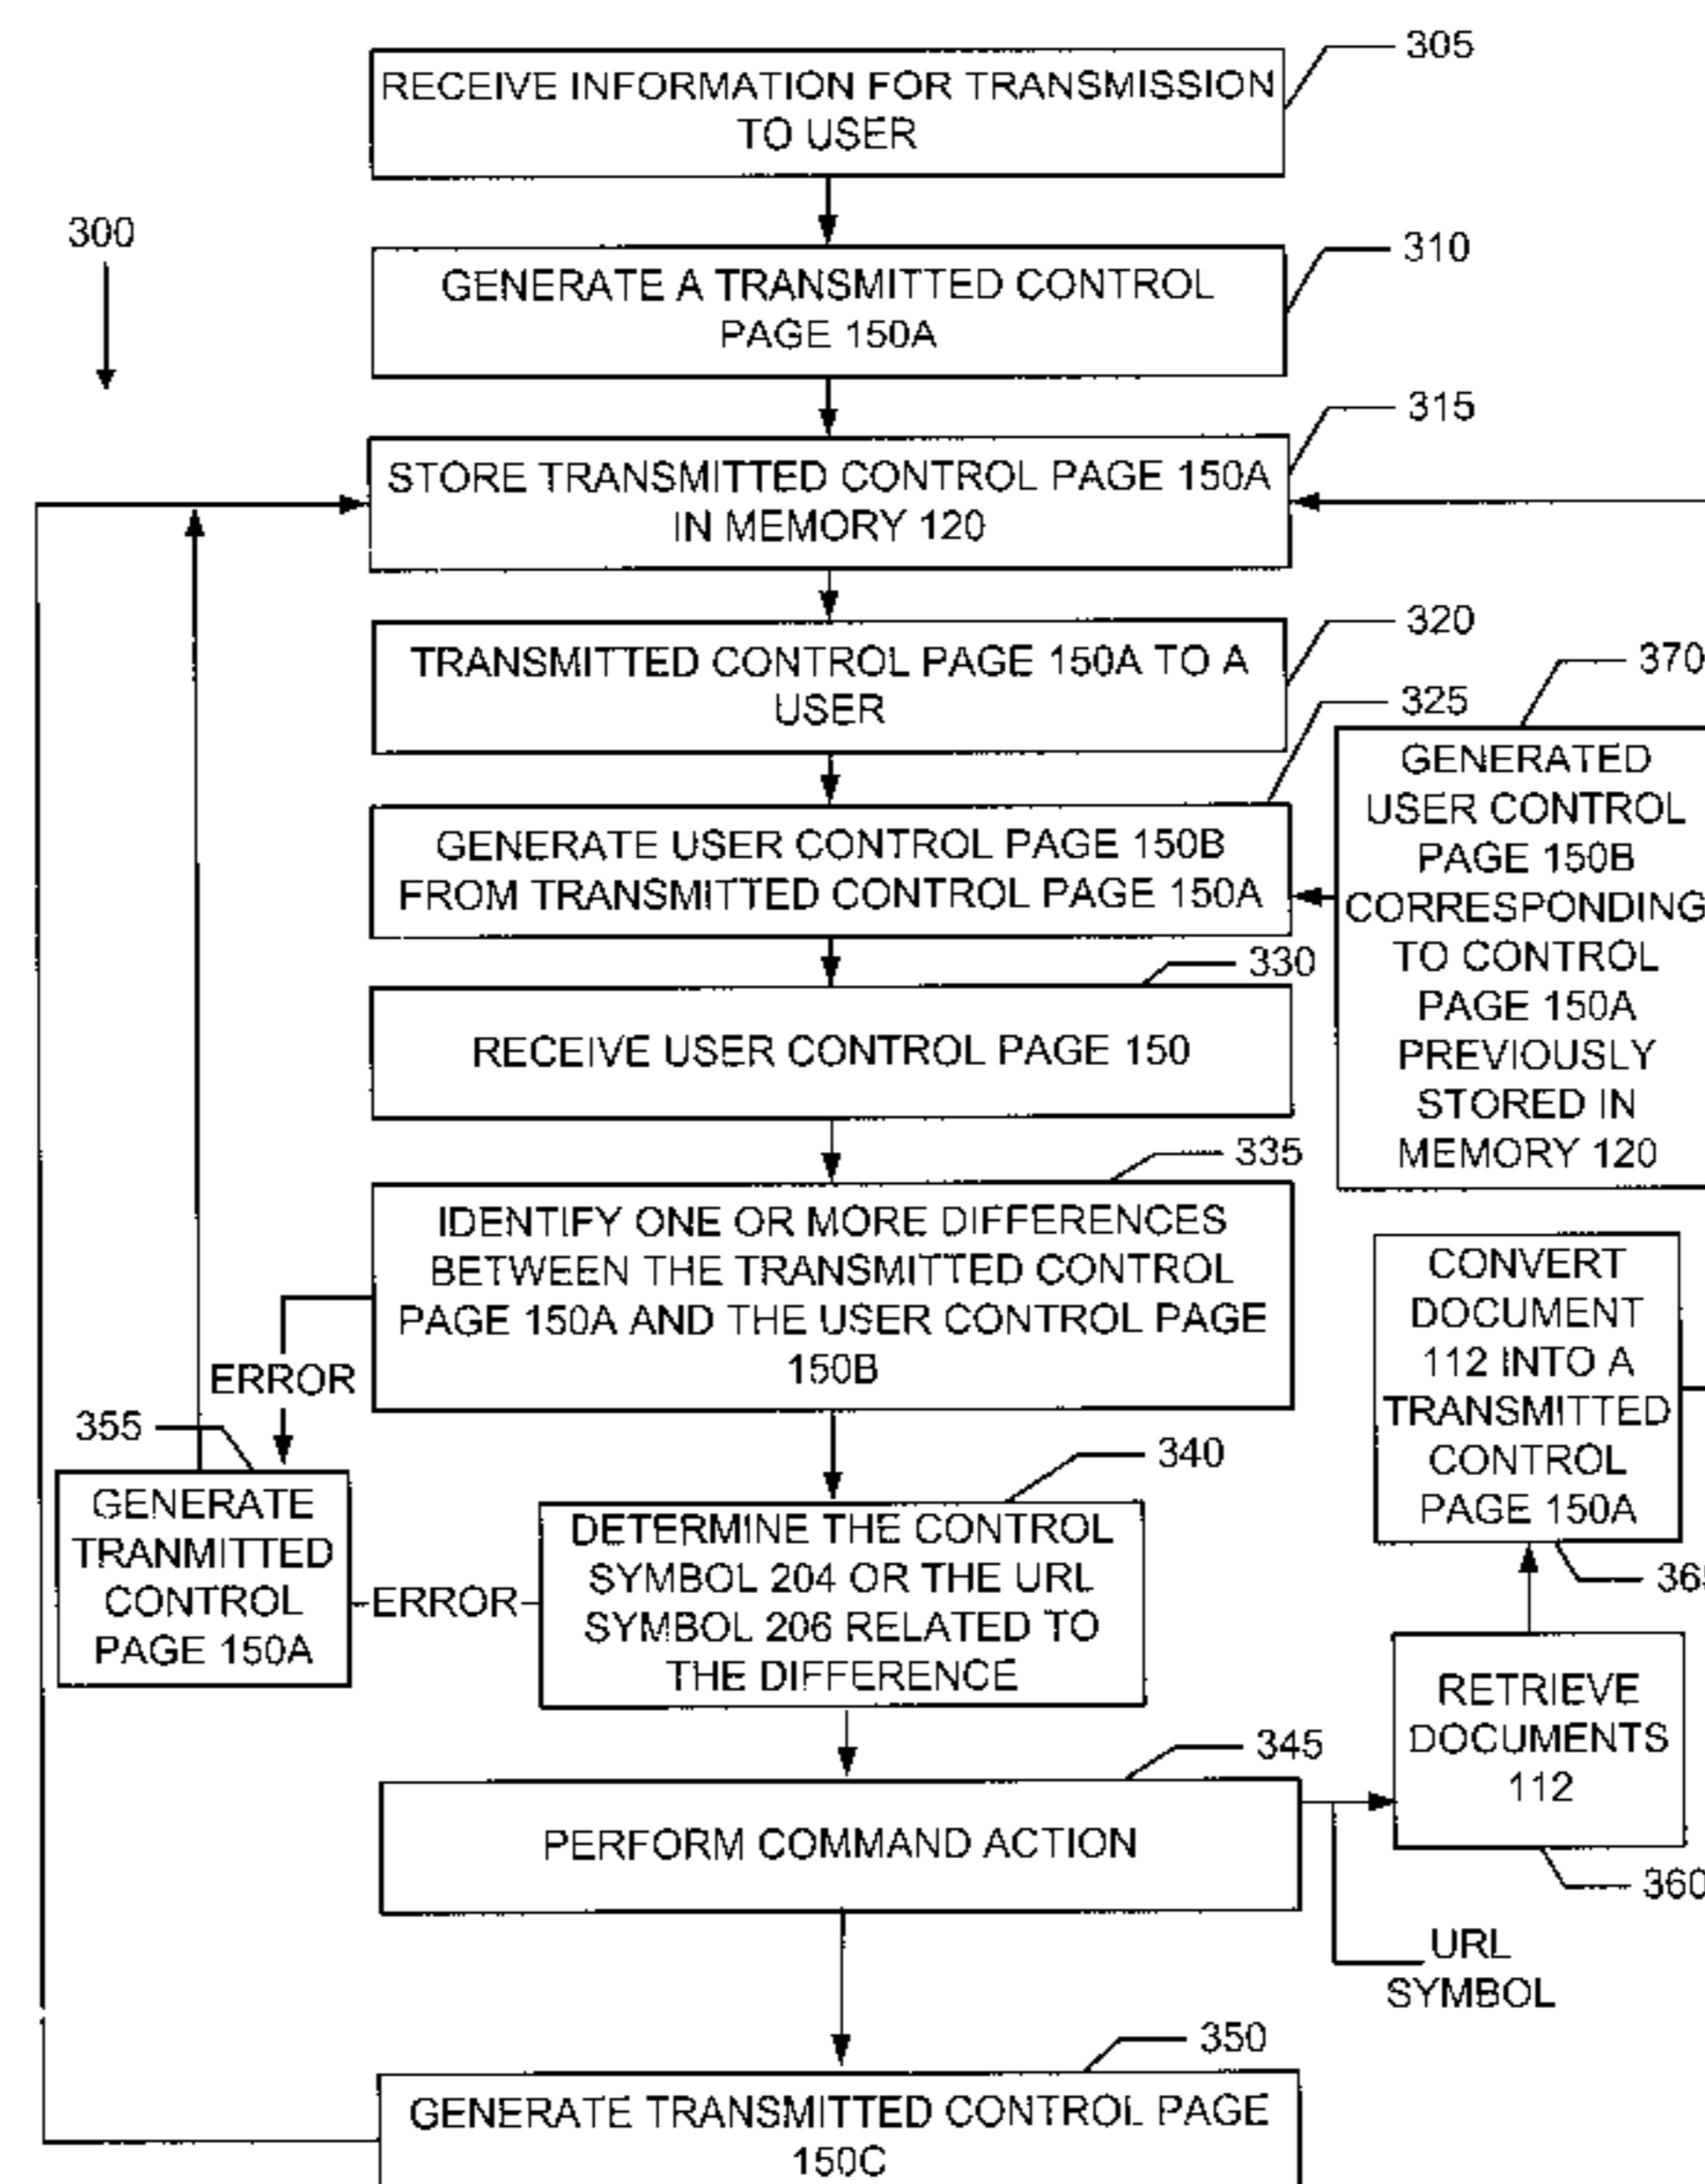 305
RECEIVE INFORMATION FOR TRANSMISSION
TO USER
300
310
GENERATE A TRANSMITTED CONTROL
PAGE 150A
315
STORE TRANSMITTED CONTROL PAGE 150A
IN MEMORY 120
320
TRANSMITTED CONTROL PAGE 150A TO A
USER
325
GENERATE USER CONTROL PAGE 150B
FROM TRANSMITTED CONTROL PAGE 150A
370
GENERATED
USER CONTROL
PAGE 150B
CORRESPONDING
TO CONTROL
PAGE 150A
PREVIOUSLY
STORED IN
MEMORY 120
330
RECEIVE USER CONTROL PAGE 150
335
IDENTIFY ONE OR MORE DIFFERENCES
BETWEEN THE TRANSMITTED CONTROL
PAGE 150A AND THE USER CONTROL PAGE
150B
ERROR
355
GENERATE
TRANMITTED
CONTROL
PAGE 150A
ERROR
340
DETERMINE THE CONTROL
SYMBOL 204 OR THE URL
SYMBOL 206 RELATED TO
THE DIFFERENCE
CONVERT
DOCUMENT
112 INTO A
TRANSMITTED
CONTROL
PAGE 150A
365
RETRIEVE
DOCUMENTS
112
360
345
PERFORM COMMAND ACTION
URL
SYMBOL
350
GENERATE TRANSMITTED CONTROL PAGE
150C